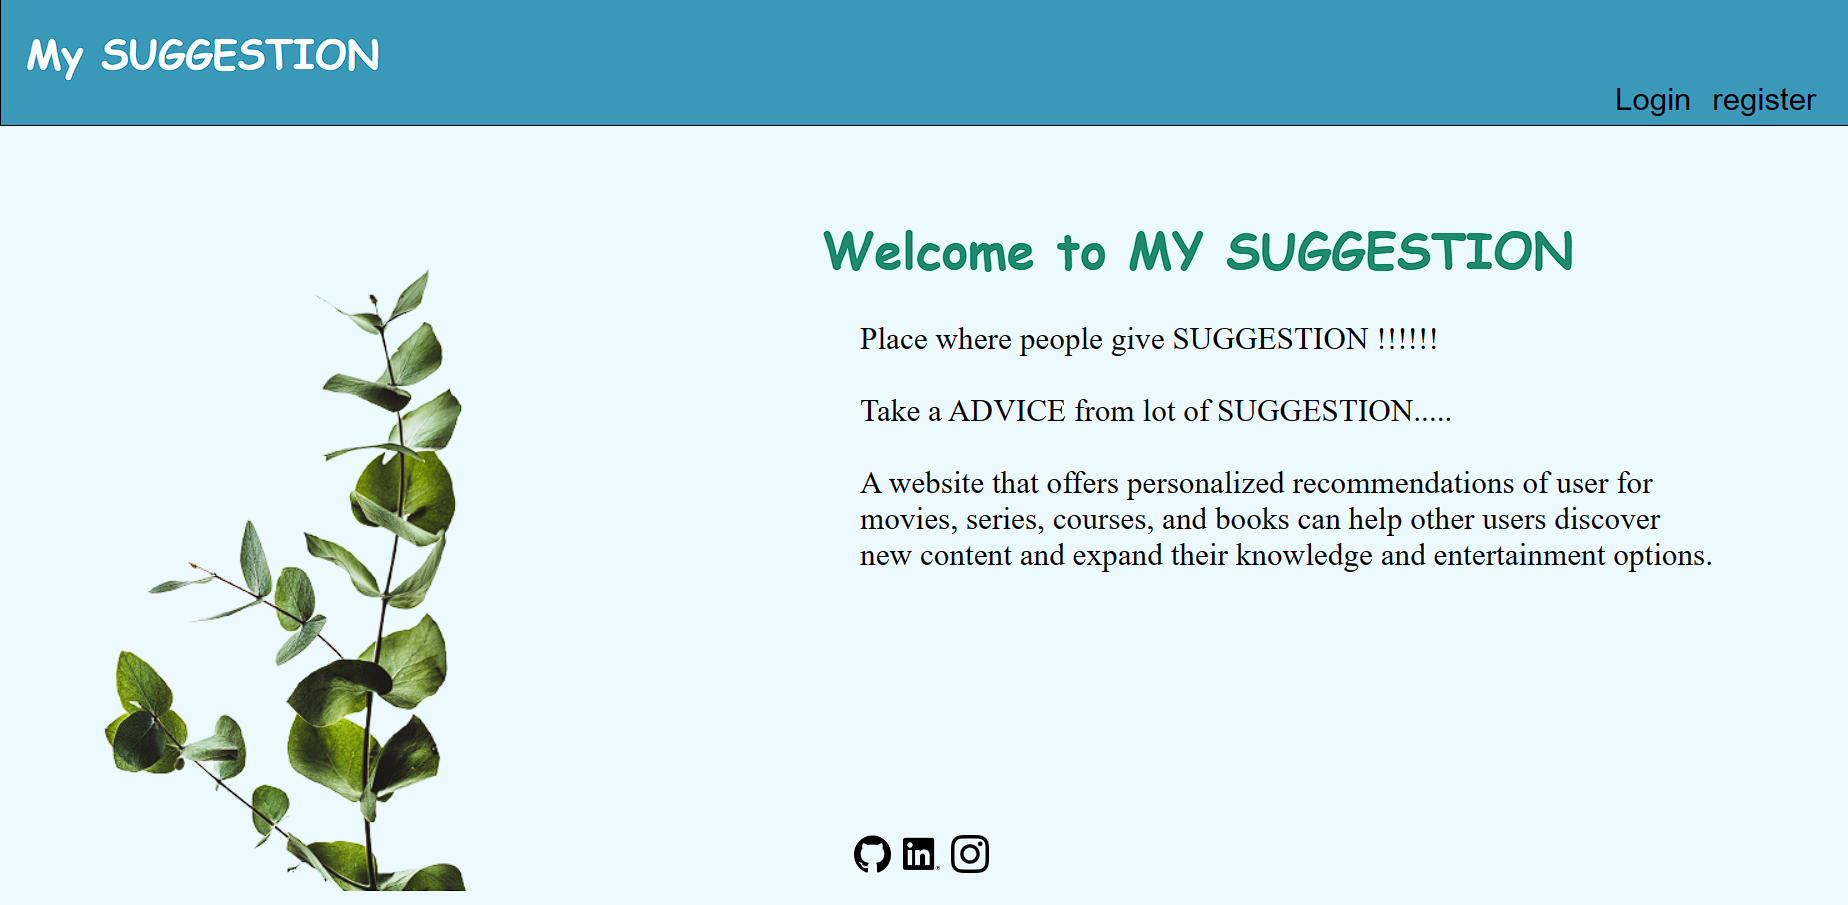 My SUGGESTION
Login register
Welcome to MY SUGGESTION
Place where people give SUGGESTION !!!!!!
Take a ADVICE from lot of SUGGESTION.....
A website that offers personalized recommendations of user for
movies, series, courses, and books can help other users discover
new content and expand their knowledge and entertainment options.
in